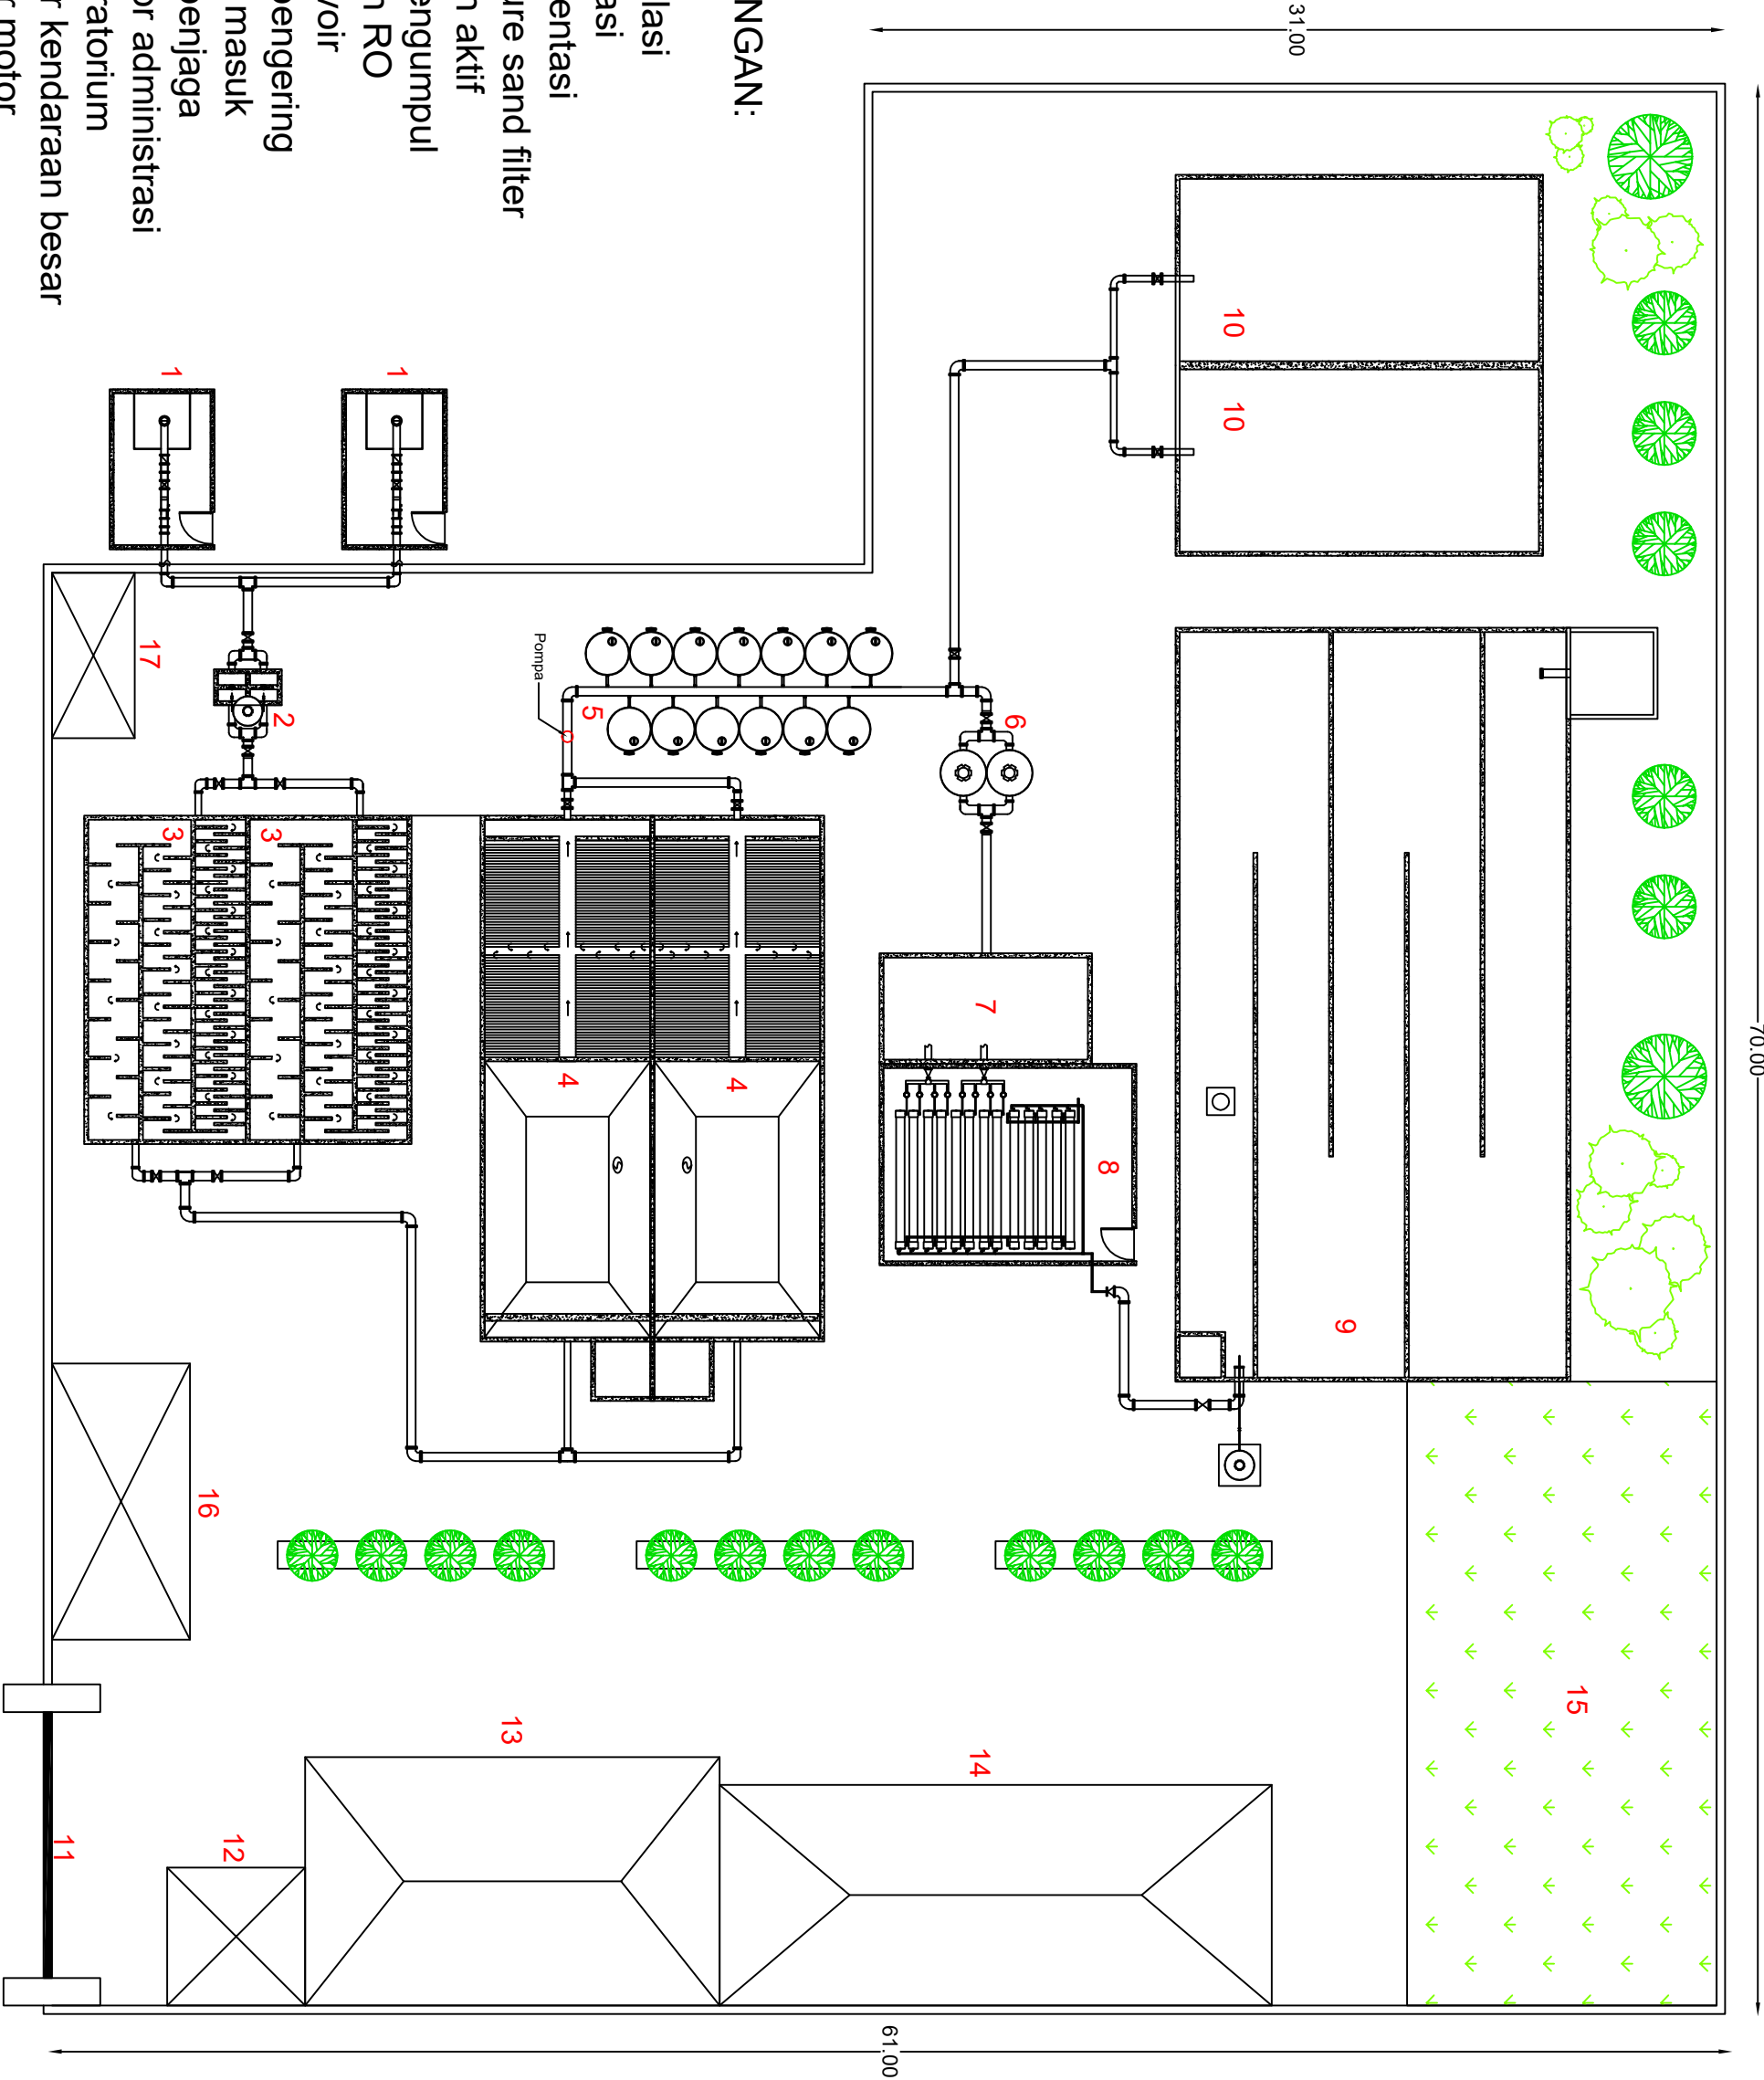 70.00
31.00
61.00
15
9
10
10
14
8
6
7
NGAN:
lasi
asi
entasi
ure sand filter
n aktif
engumpul
n RO
voir
pengering
masuk
penjaga
or administrasi
ratorium
r kendaraan besar
r motor
4
4
5
Pompa
13
1
1
2
3
3
12
16
17
11